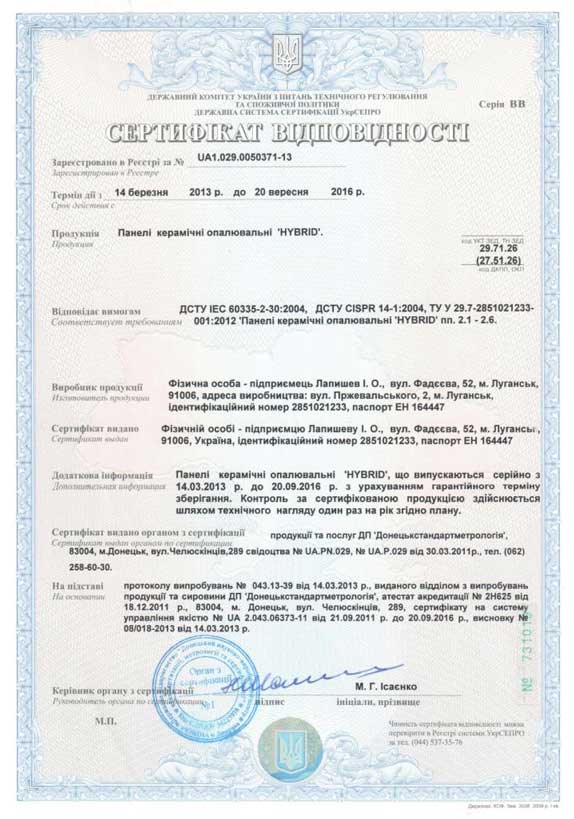 ДЕРЖАВНИЙ КОМІТЕТ УКРАЇНИ З ПИТАНЬ ТЕХНІЧНОГО РЕГУЛЮВАННЯ
ТА СПОЖИВЧОЇ ПОЛІТИКИ
ДЕРЖАВНА СИСТЕМА СЕРТИФІКАЦІЇ УкрСЕПРО
Серія ВВ
СЕРТИФІКАТ ВІДПОВІДНОСТІ
Зареєстровано в Реєстрі за № UA1.029.0050371-13
Зарегистрирован в Реестре
Термін дії з 14 березня 2013 р. до 20 вересня 2016 р.
Срок действия с
Продукція Панелі керамічні опалювальні 'HYBRID'.
Продукция
код УКТ ЗЕД, ТН ЗЕД
29.71.26
(27.51.26)
код ДКПП, ОКП
Відповідає вимогам ДСТУ IEC 60335-2-30:2004, ДСТУ CISPR 14-1:2004, ТУ У 29.7-2851021233-
Соответствует требованиям 001:2012 'Панелі керамічні опалювальні 'HYBRID' пп. 2.1 - 2.6.
Виробник продукції Фізична особа - підприємець Лапишев І. О., вул. Фадєєва, 52, м. Луганськ,
Изготовитель продукции 91006, адреса виробництва: вул. Пржевальського, 2, м. Луганськ,
ідентифікаційний номер 2851021233, паспорт ЕН 164447
Сертифікат видано Фізичній особі - підприємцю Лапишеву І. О., вул. Фадєєва, 52, м. Луганськ,
Сертификат выдан 91006, Україна, ідентифікаційний номер 2851021233, паспорт ЕН 164447
Додаткова інформація Панелі керамічні опалювальні 'HYBRID', що випускаються серійно з
Дополнительная информация 14.03.2013 р. до 20.09.2016 р. з урахуванням гарантійного терміну
зберігання. Контроль за сертифікованою продукцією здійснюється
шляхом технічного нагляду один раз на рік згідно плану.
Сертифікат видано органом з сертифікації продукції та послуг ДП 'Донецькстандартметрологія',
Сертификат выдан органом по сертификации
83004, м.Донецьк, вул.Челюскінців,289 свідоцтва № UA.PN.029, № UA.P.029 від 30.03.2011р., тел. (062)
258-60-30.
На підставі протоколу випробувань № 043.13-39 від 14.03.2013 р., виданого відділом з випробувань
На основании продукції та сировини ДП 'Донецькстандартметрологія', атестат акредитації № 2Н625 від
18.12.2011 р., 83004, м. Донецьк, вул. Челюскінців, 289, сертифікату на систему
управління якістю № UA 2.043.06373-11 від 21.09.2011 р. до 20.09.2016 р., висновку №
08/018-2013 від 14.03.2013 р.
Орган з
сертифікації
№1
Керівник органу з сертифікації М. Г. Ісаєнко
Руководитель органа по сертификации підпис ініціали, прізвище
М.П.
Чинність сертифіката відповідності можна
перевірити в Реєстрі системи УкрСЕПРО
за тел. (044) 537-35-76